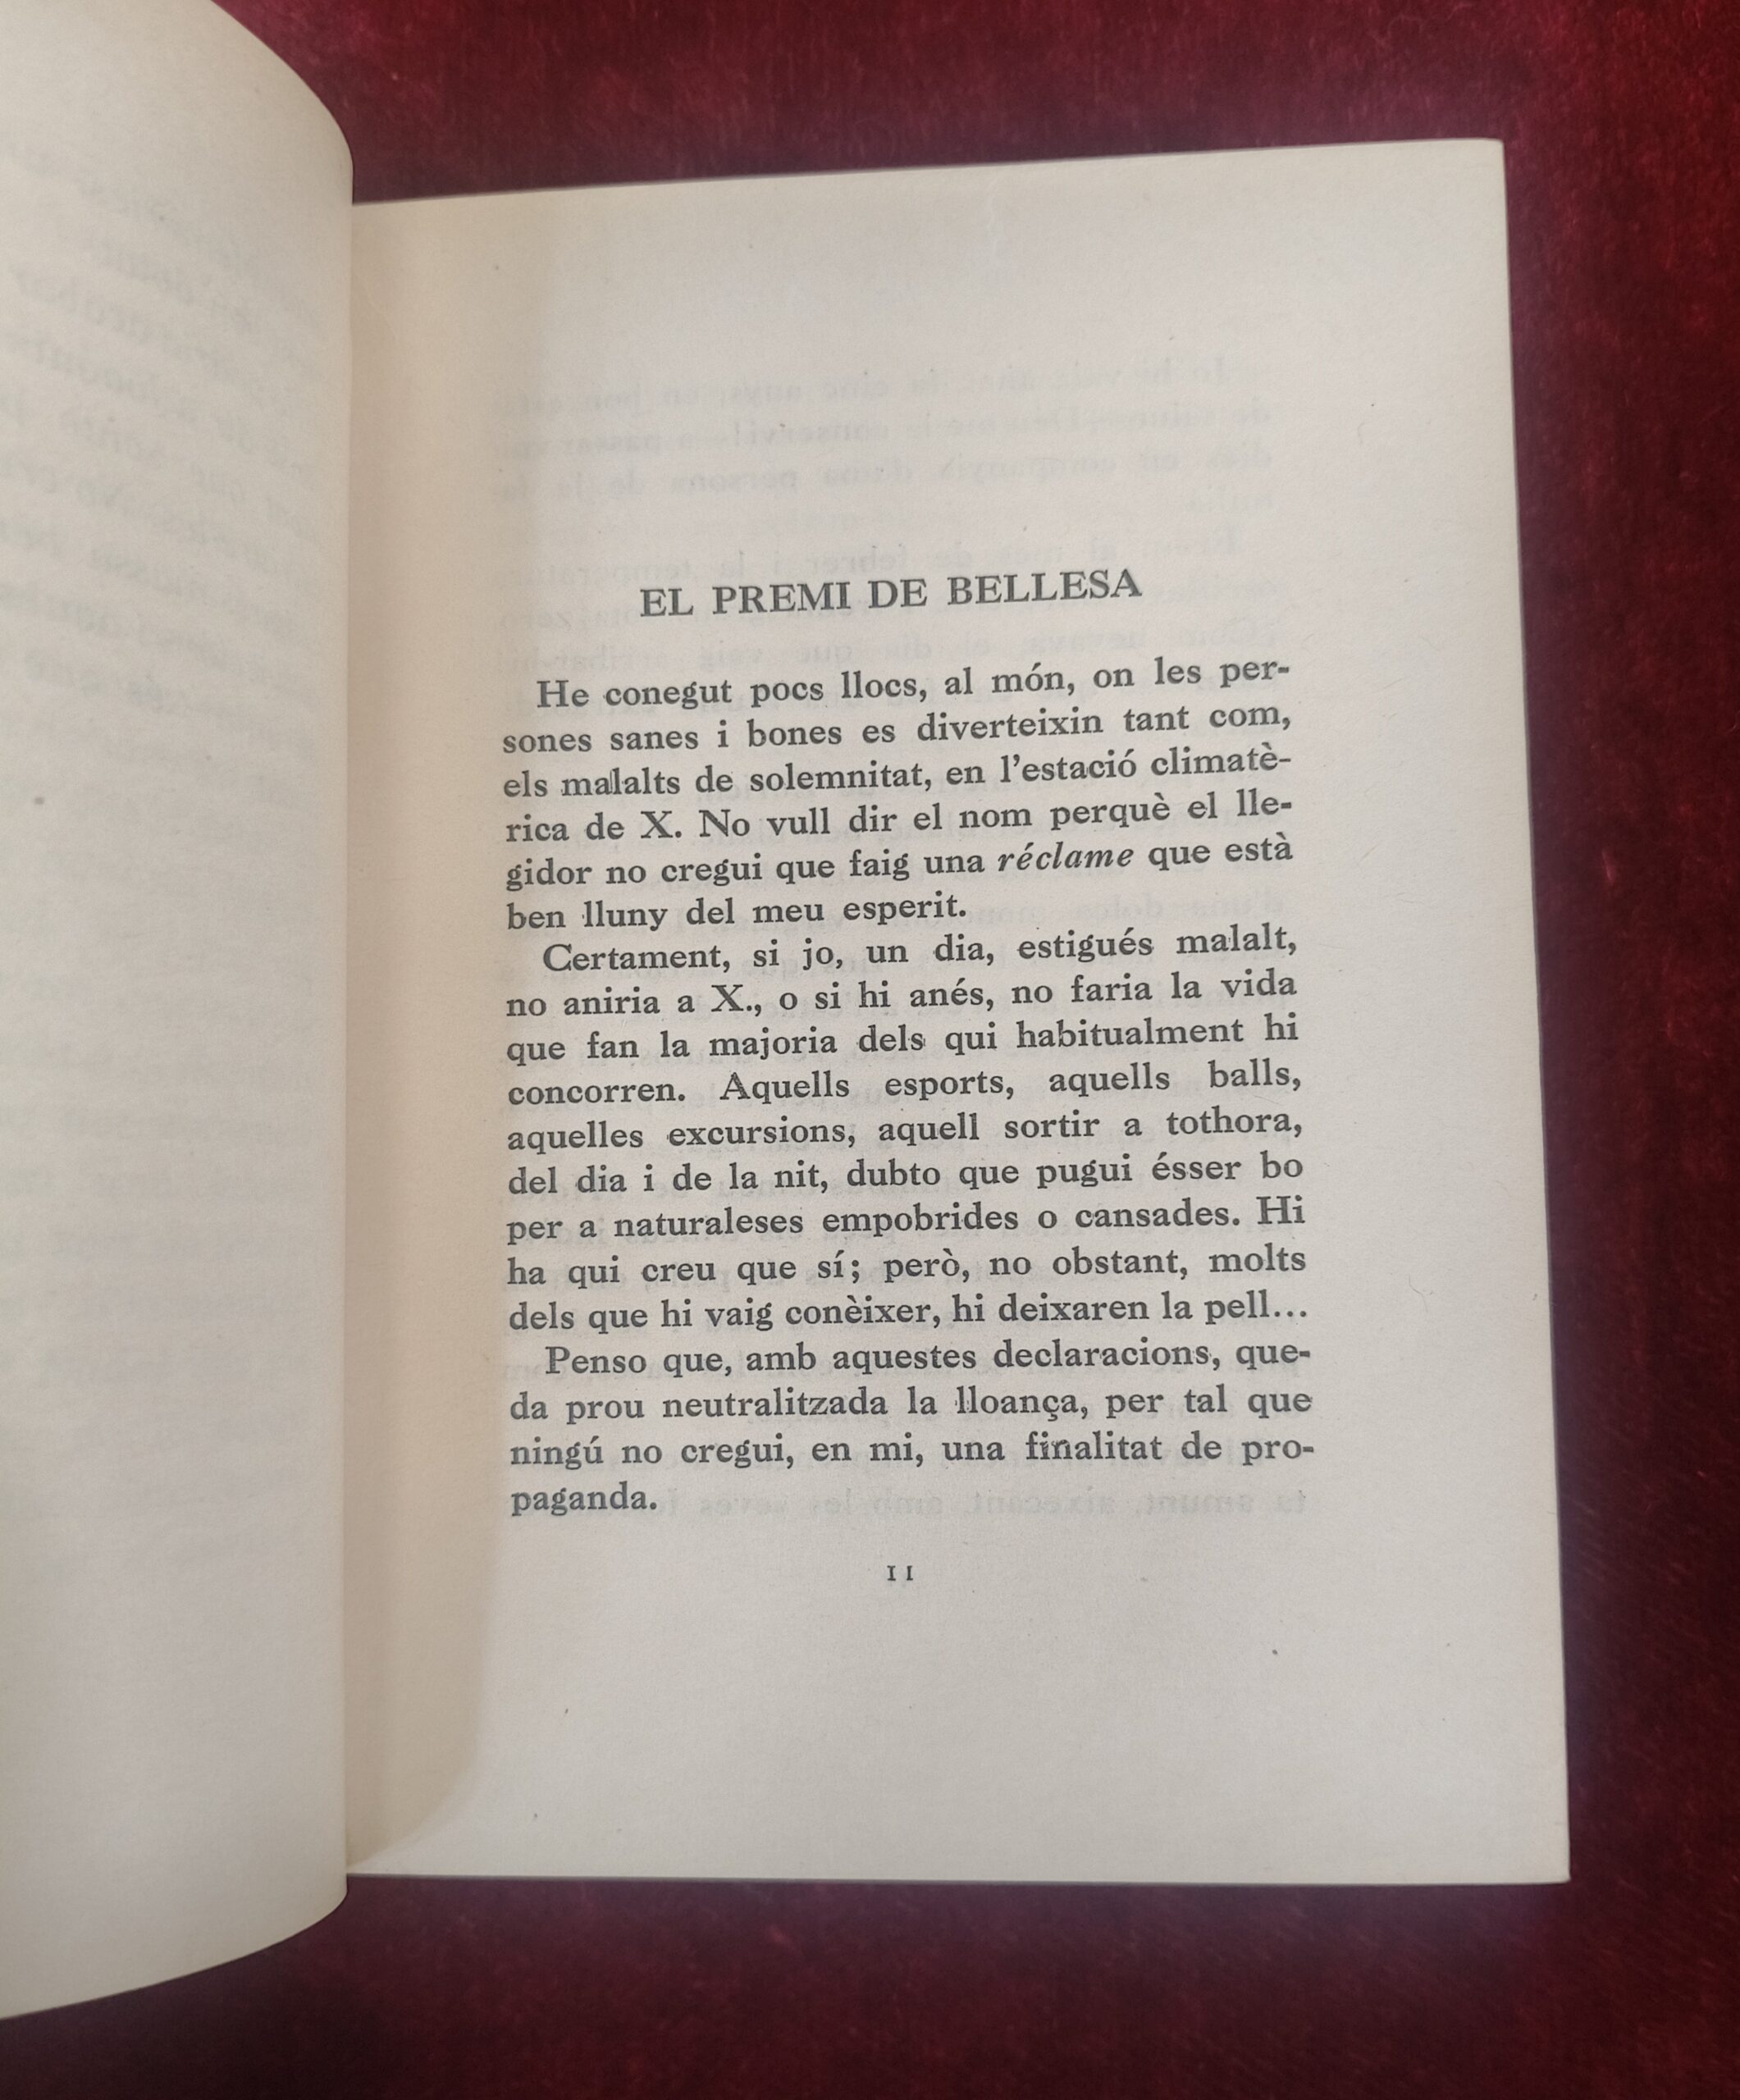 EL PREMI DE BELLESA
He conegut pocs llocs, al món, on les per-
sones sanes i bones es diverteixin tant com,
els malalts de solemnitat, en l'estació climatè-
rica de X. No vull dir el nom perquè el lle-
gidor no cregui que faig una réclame que està
ben lluny del meu esperit.
Certament, si jo, un dia, estigués malalt,
no aniria a X., o si hi anés, no faria la vida
que fan la majoria dels qui habitualment hi
concorren. Aquells esports, aquells balls,
aquelles excursions, aquell sortir a tothora,
del dia i de la nit, dubto que pugui ésser bo
per a naturaleses empobrides o cansades. Hi
ha qui creu que sí; però, no obstant, molts
dels que hi vaig conèixer, hi deixaren la pell...
Penso que, amb aquestes declaracions, que-
da prou neutralitzada la lloança, per tal que
ningú no cregui, en mi, una finalitat de pro-
paganda.
11